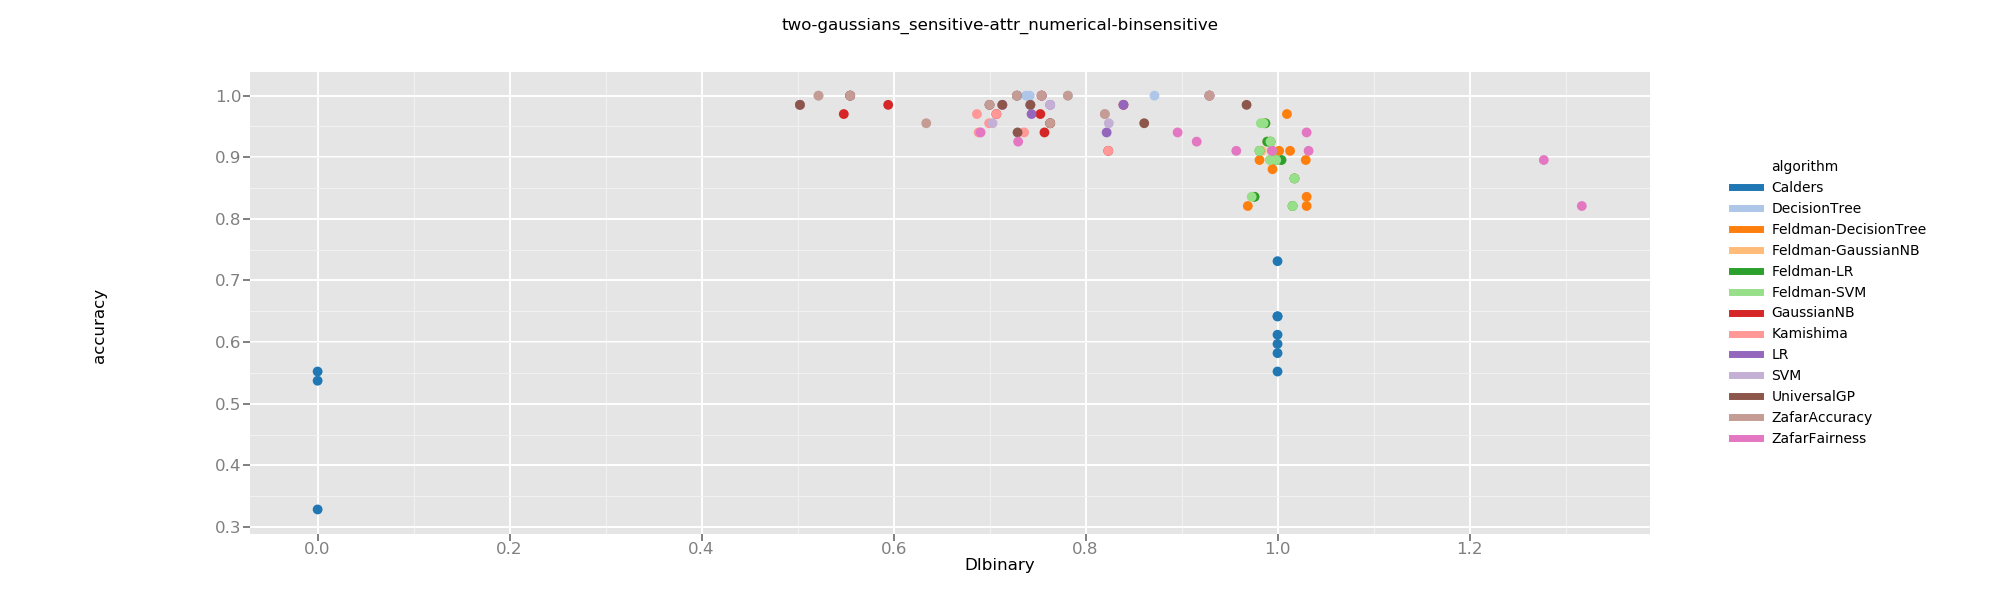 two-gaussians_sensitive-attr_numerical-binsensitive
accuracy
1.0
0.9
0.8
0.7
0.6
0.5
0.4
0.3
0.0 0.2 0.4 0.6 0.8 1.0 1.2
DIbinary
algorithm
Calders
DecisionTree
Feldman-DecisionTree
Feldman-GaussianNB
Feldman-LR
Feldman-SVM
GaussianNB
Kamishima
LR
SVM
UniversalGP
ZafarAccuracy
ZafarFairness